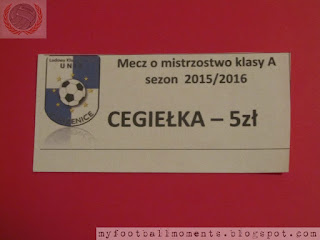 Mecz o mistrzostwo klasy A
sezon 2015/2016
CEGIEŁKA – 5zł
myfootballmoments.blogspot.com